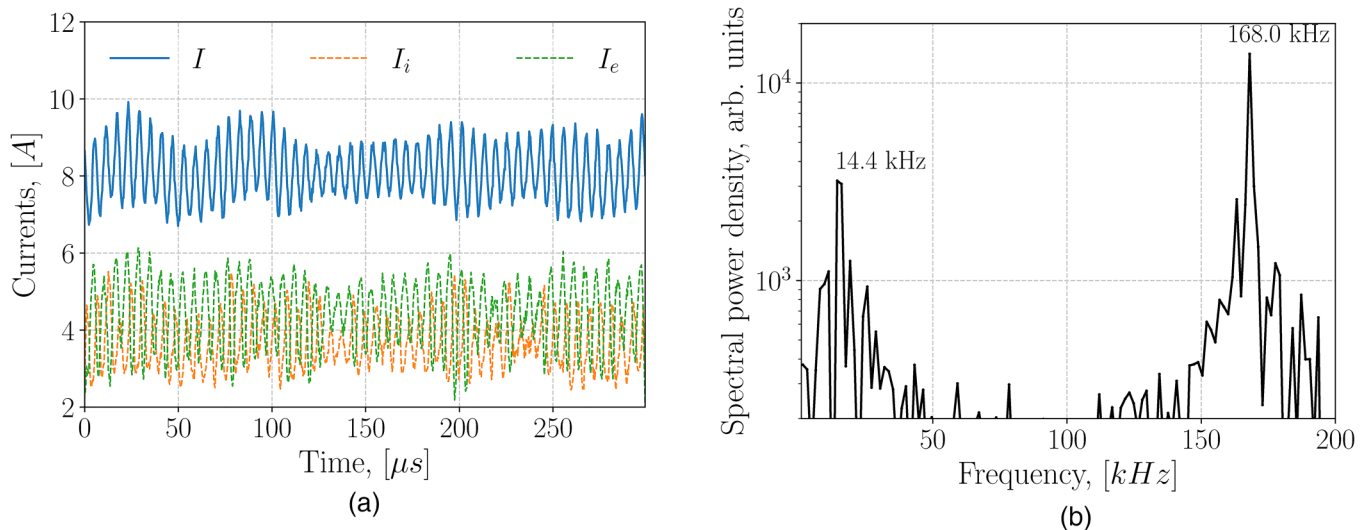 12
10
8
6
4
2
Currents, [A]
I
I_i
I_e
0
50
100
150
200
250
Time, [μs]
(a)
Spectral power density, arb. units
10^4
10^3
14.4 kHz
168.0 kHz
50
100
150
200
Frequency, [kHz]
(b)